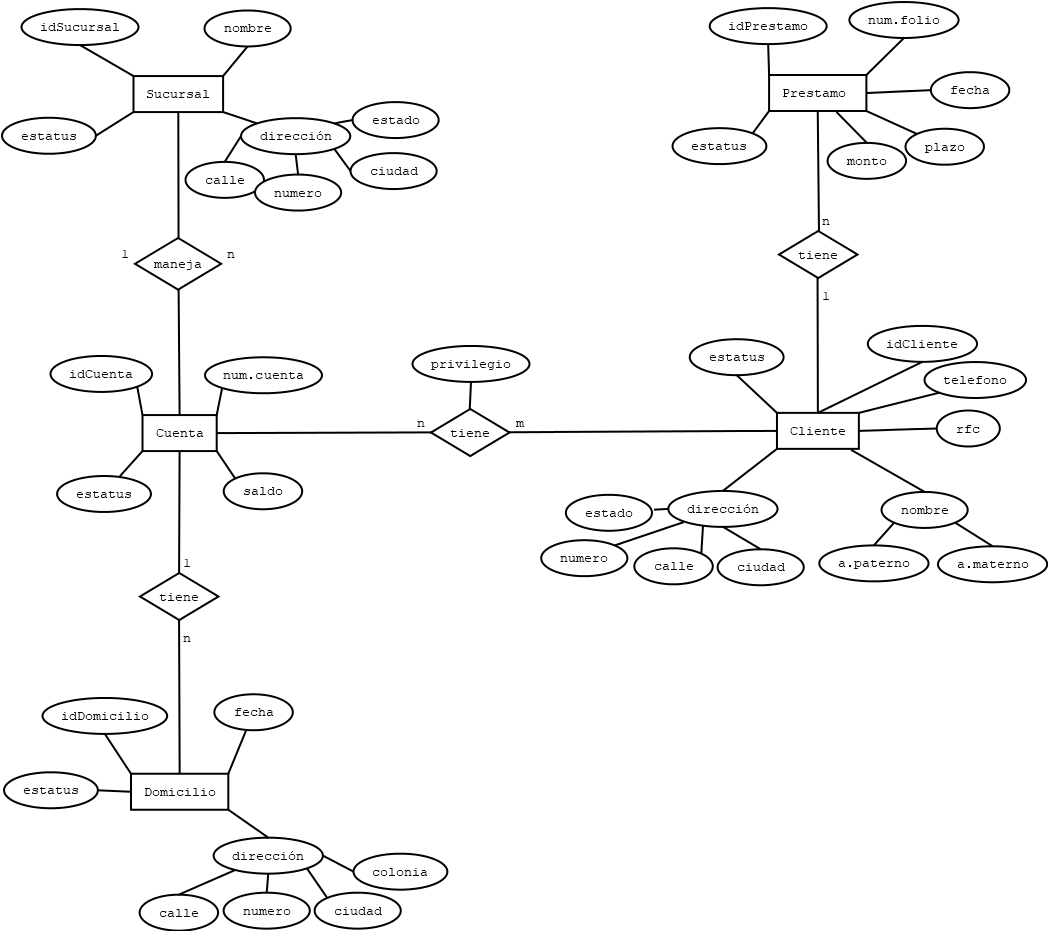 idSucursal
nombre
Sucursal
estatus
dirección
estado
calle
numero
ciudad
idPrestamo
num.folio
Prestamo
fecha
estatus
monto
plazo
n
tiene
1
1
maneja
n
idCuenta
num.cuenta
Cuenta
estatus
saldo
privilegio
n
tiene
m
estatus
idCliente
telefono
Cliente
rfc
estado
dirección
numero
calle
ciudad
nombre
a.paterno
a.materno
1
tiene
n
idDomicilio
fecha
estatus
Domicilio
dirección
colonia
calle
numero
ciudad